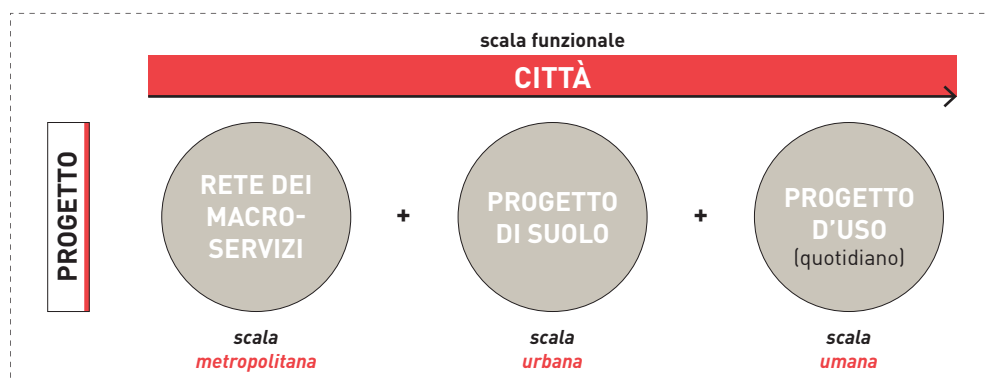 scala funzionale
CITTÀ
PROGETTO
RETE DEI
MACRO-
SERVIZI
+
PROGETTO
DI SUOLO
+
PROGETTO
D'USO
(quotidiano)
scala
metropolitana
scala
urbana
scala
umana